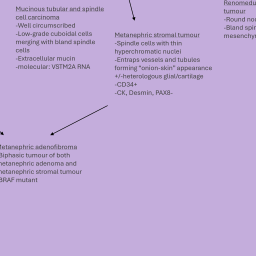 Mucinous tubular and spindle
cell carcinoma
-Well circumscribed
-Low-grade cuboidal cells
merging with bland spindle
cells
-Extracellular mucin
-molecular: VSTM2A RNA
Metanephric stromal tumour
-Spindle cells with thin
hyperchromatic nuclei
-Entraps vessels and tubules
forming "onion-skin" appearance
+/-heterologous glial/cartilage
-CD34+
-CK, Desmin, PAX8-
Renomedu
tumour
-Round no
-Bland spin
mesenchy
Metanephric adenofibroma
Biphasic tumour of both
metanephric adenoma and
metanephric stromal tumour
BRAF mutant